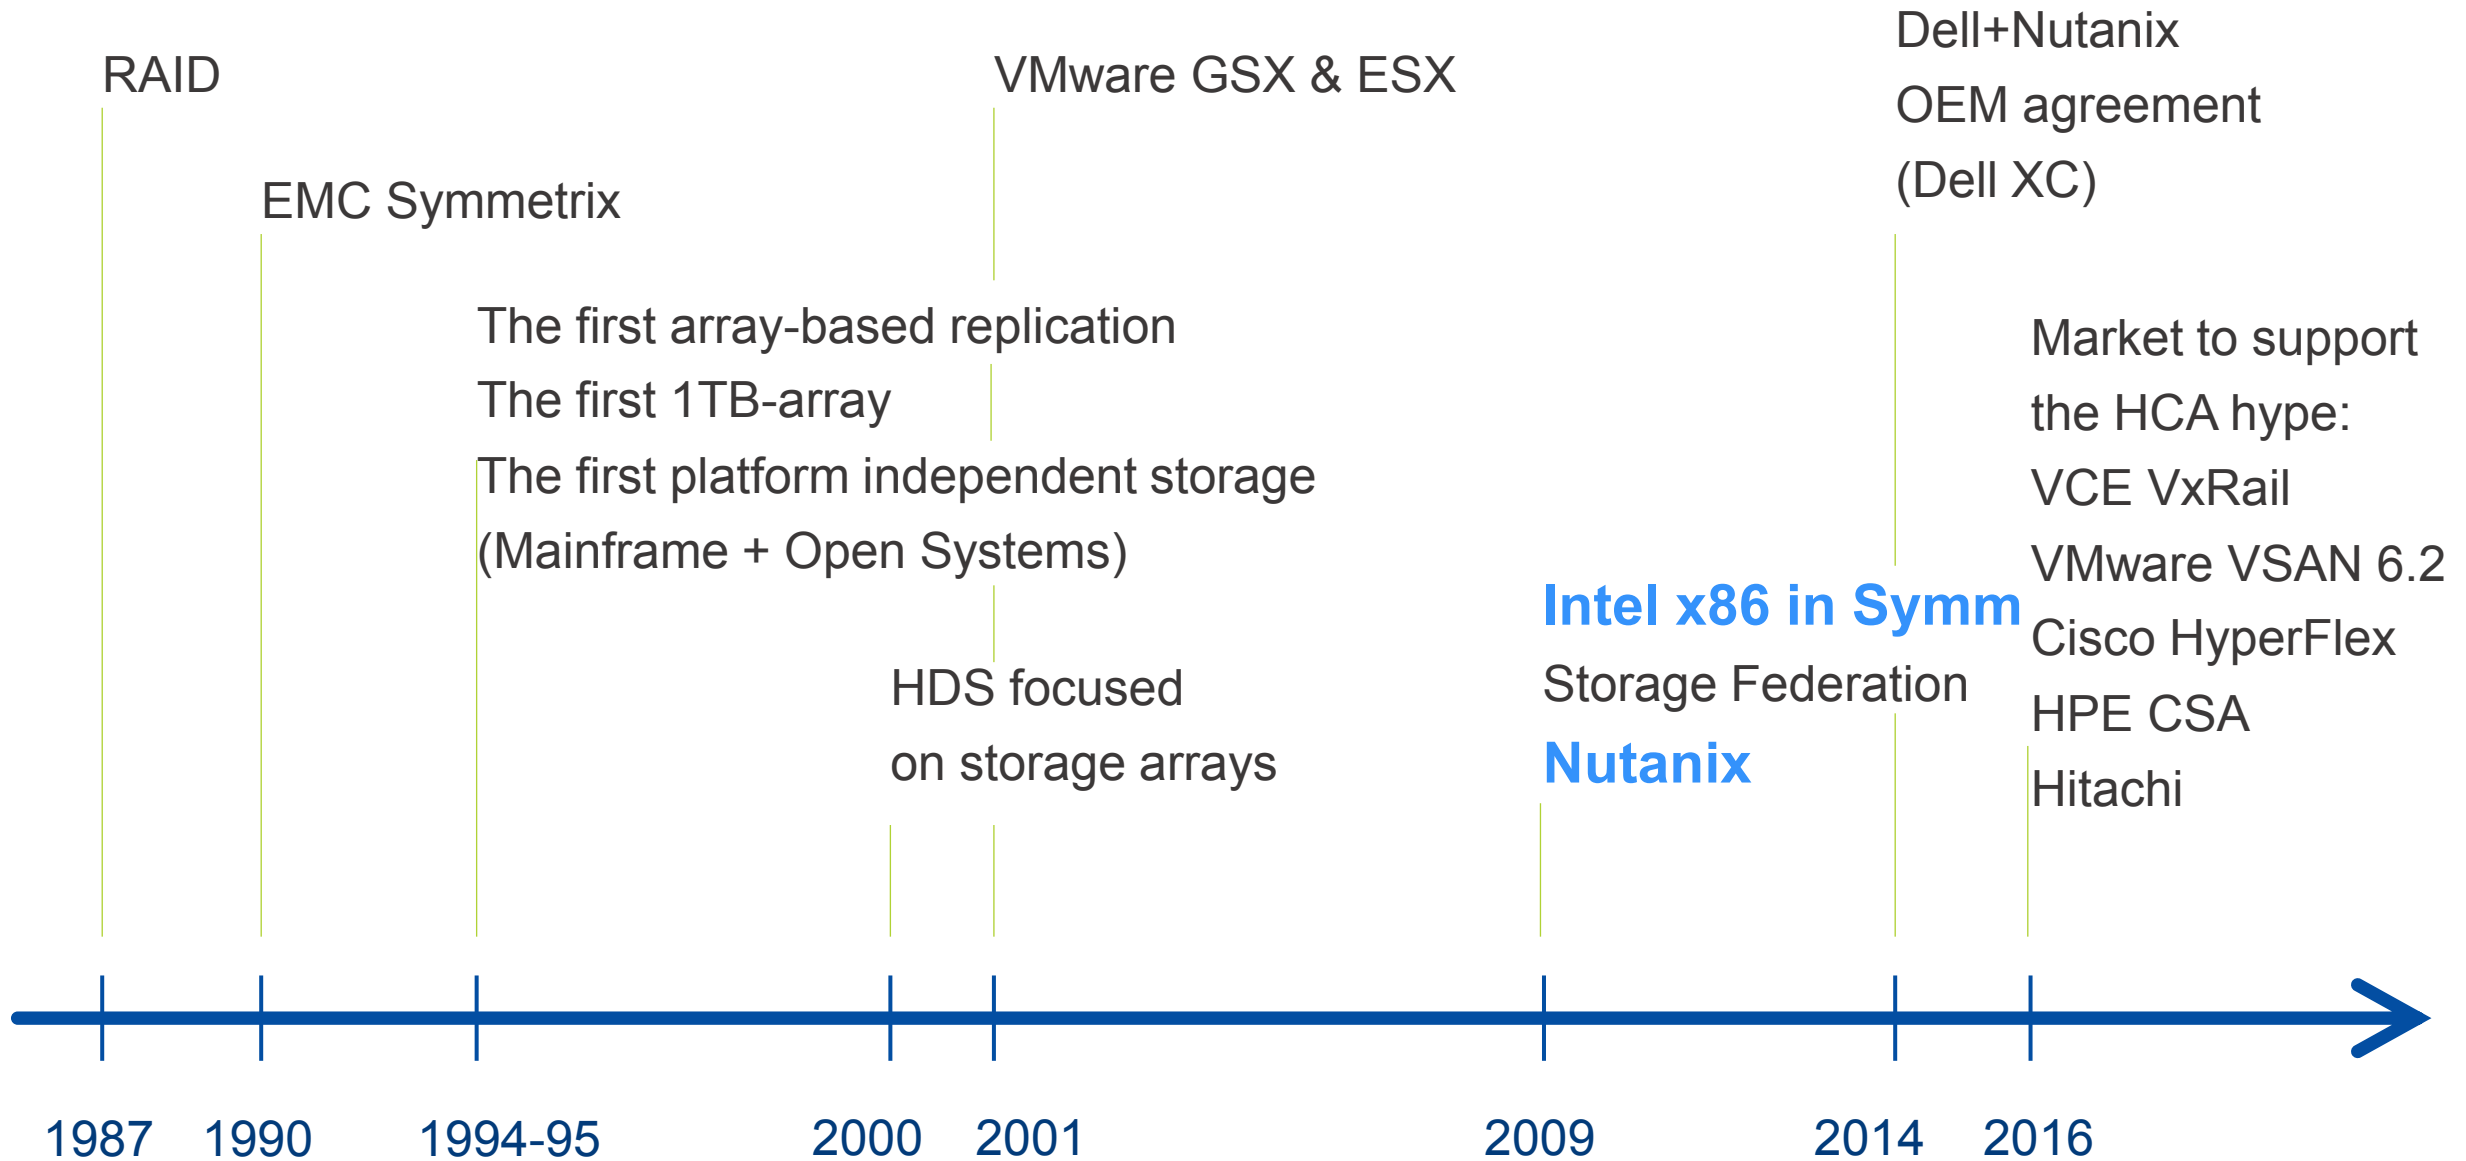 RAID
EMC Symmetrix
The first array-based replication
The first 1TB-array
The first platform independent storage
(Mainframe + Open Systems)
HDS focused
on storage arrays
VMware GSX & ESX
Intel x86 in Symm
Storage Federation
Nutanix
Dell+Nutanix
OEM agreement
(Dell XC)
Market to support
the HCA hype:
VCE VxRail
VMware VSAN 6.2
Cisco HyperFlex
HPE CSA
Hitachi
1987
1990
1994-95
2000
2001
2009
2014
2016